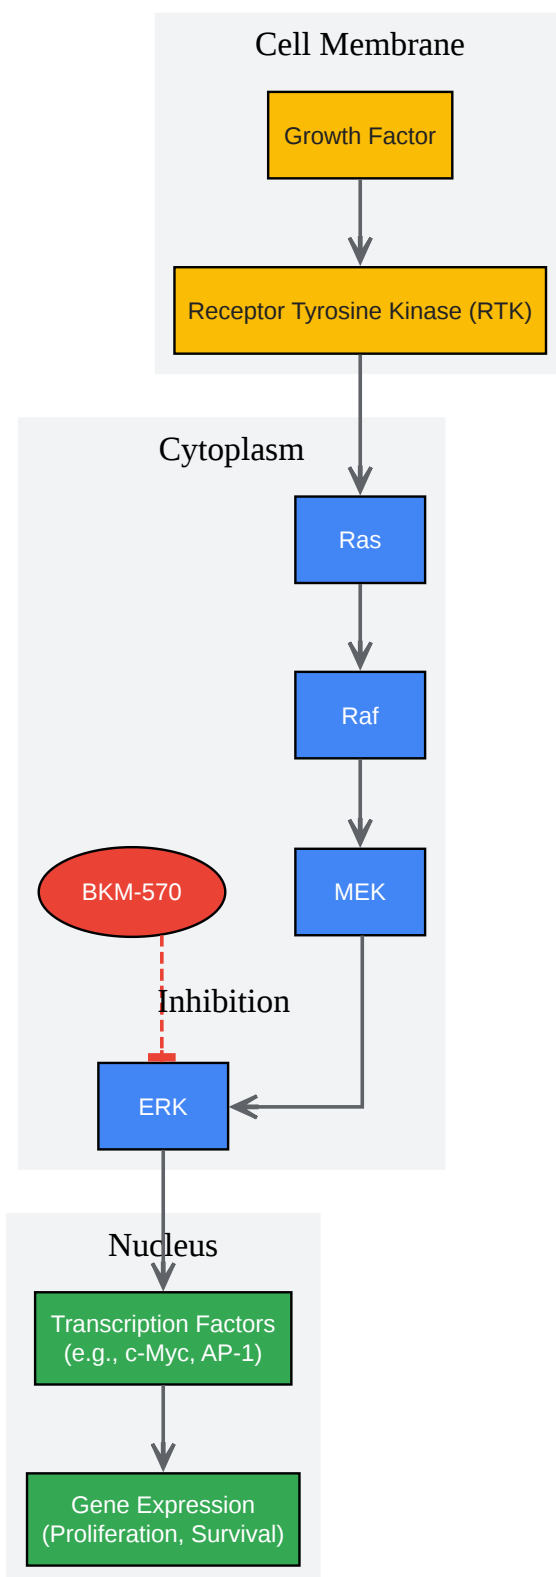 Cell Membrane
Growth Factor
Receptor Tyrosine Kinase (RTK)
Cytoplasm
Ras
Raf
BKM-570
MEK
Inhibition
ERK
Nucleus
Transcription Factors
(e.g., c-Myc, AP-1)
Gene Expression
(Proliferation, Survival)